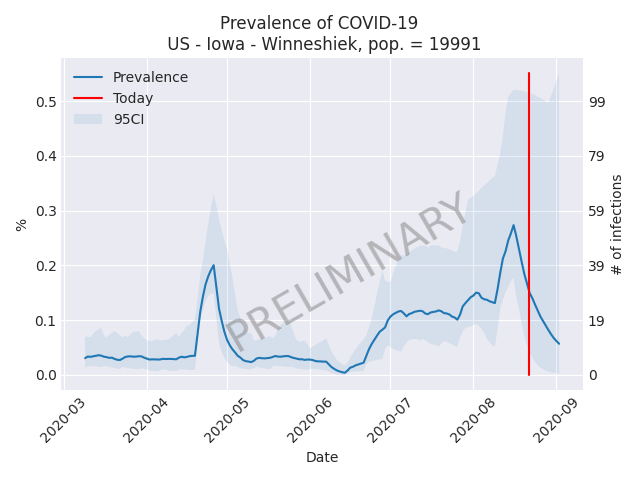 Prevalence of COVID-19
US - Iowa - Winneshiek, pop. = 19991
Prevalence
Today
95CI
PRELIMINARY
%
0.5
0.4
0.3
0.2
0.1
0.0
99
79
59
39
19
0
# of infections
2020-03
2020-04
2020-05
2020-06
2020-07
2020-08
2020-09
Date